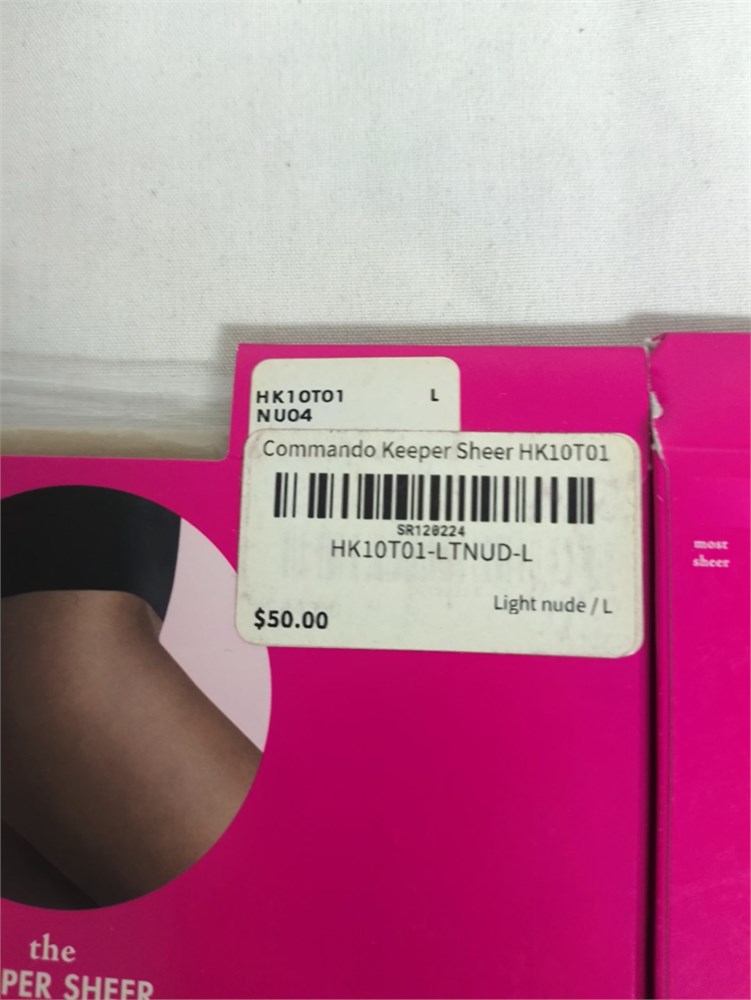 HK10T01 L
NU04
Commando Keeper Sheer HK10T01
SR120224
HK10T01-LTNUD-L
Light nude / L
$50.00
most
sheer
the
PER SHEER